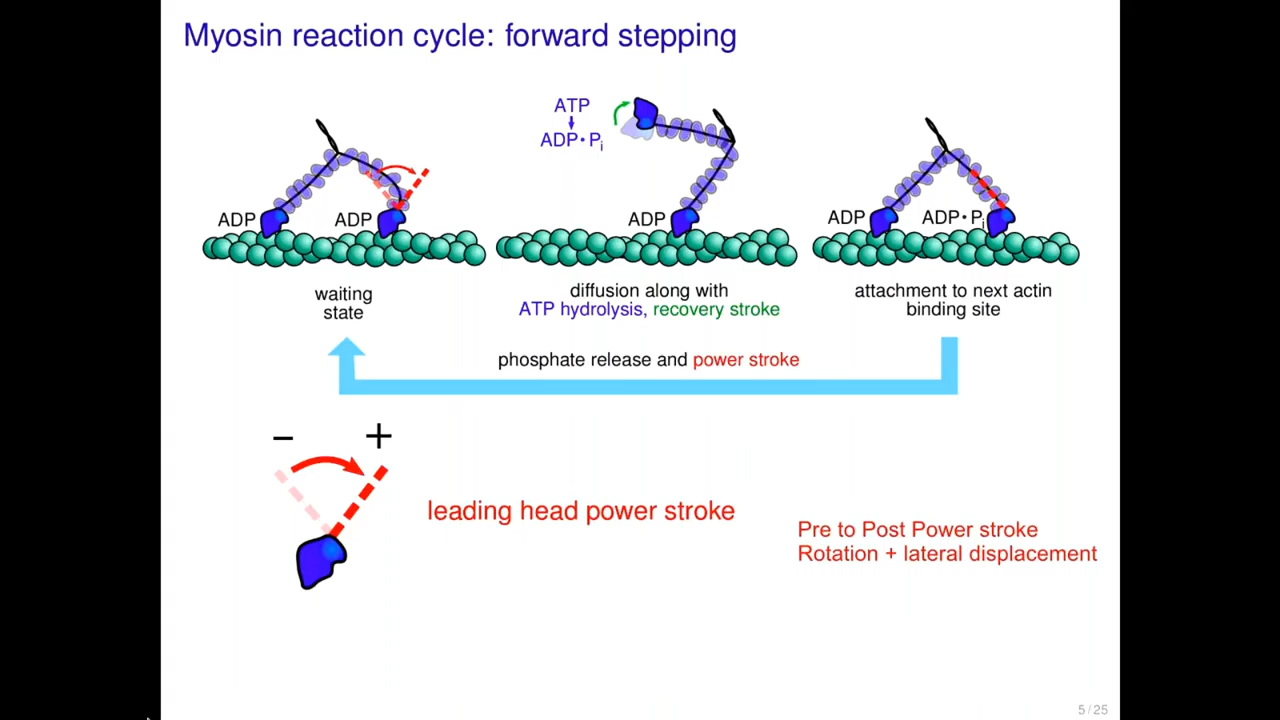 Myosin reaction cycle: forward stepping
ADP
ADP
waiting
state
ATP
ADP・Pi
ADP
diffusion along with
ATP hydrolysis, recovery stroke
ADP
ADP・Pi
attachment to next actin
binding site
phosphate release and power stroke
− +
leading head power stroke
Pre to Post Power stroke
Rotation + lateral displacement
5 / 25